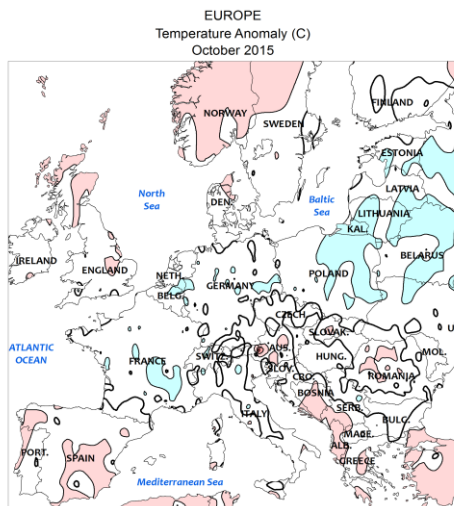 EUROPE
Temperature Anomaly (C)
October 2015
FINLAND
NORWAY
SWEDEN
ESTONIA
North
Sea
Baltic
Sea
LATVIA
DEN.
LITHUANIA
KAL.
IRELAND
ENGLAND
BELARUS
NETH.
POLAND
GERMANY
BELG.
CZECH.
SLOVAK.
U
ATLANTIC
OCEAN
FRANCE
SWITZ.
AUS.
HUNG.
MOL.
SLOV.
ROMANIA
CRO.
BOSNIA
SERB.
ITALY
BULG.
PORT.
SPAIN
MACE.
ALB.
GREECE
Mediterranean Sea